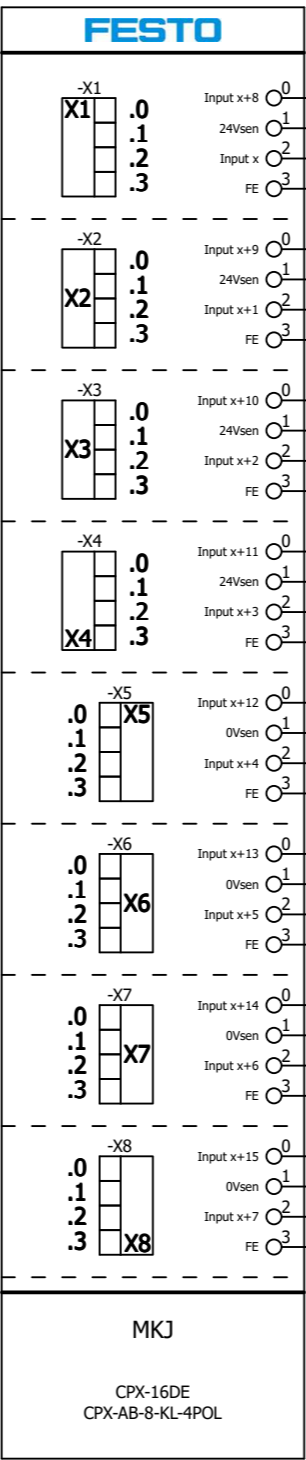 FESTO
-X1
X1 .0 Input x+8 0
.1 24Vsen 1
.2 Input x 2
.3 FE 3
-X2
.0 Input x+9 0
.1 24Vsen 1
X2 .2 Input x+1 2
.3 FE 3
-X3
.0 Input x+10 0
.1 24Vsen 1
X3 .2 Input x+2 2
.3 FE 3
-X4
.0 Input x+11 0
.1 24Vsen 1
.2 Input x+3 2
X4 .3 FE 3
-X5
.0 X5 Input x+12 0
.1 0Vsen 1
.2 Input x+4 2
.3 FE 3
-X6
.0 Input x+13 0
.1 0Vsen 1
.2 X6 Input x+5 2
.3 FE 3
-X7
.0 Input x+14 0
.1 0Vsen 1
.2 X7 Input x+6 2
.3 FE 3
-X8
.0 Input x+15 0
.1 0Vsen 1
.2 Input x+7 2
.3 X8 FE 3
MKJ
CPX-16DE
CPX-AB-8-KL-4POL